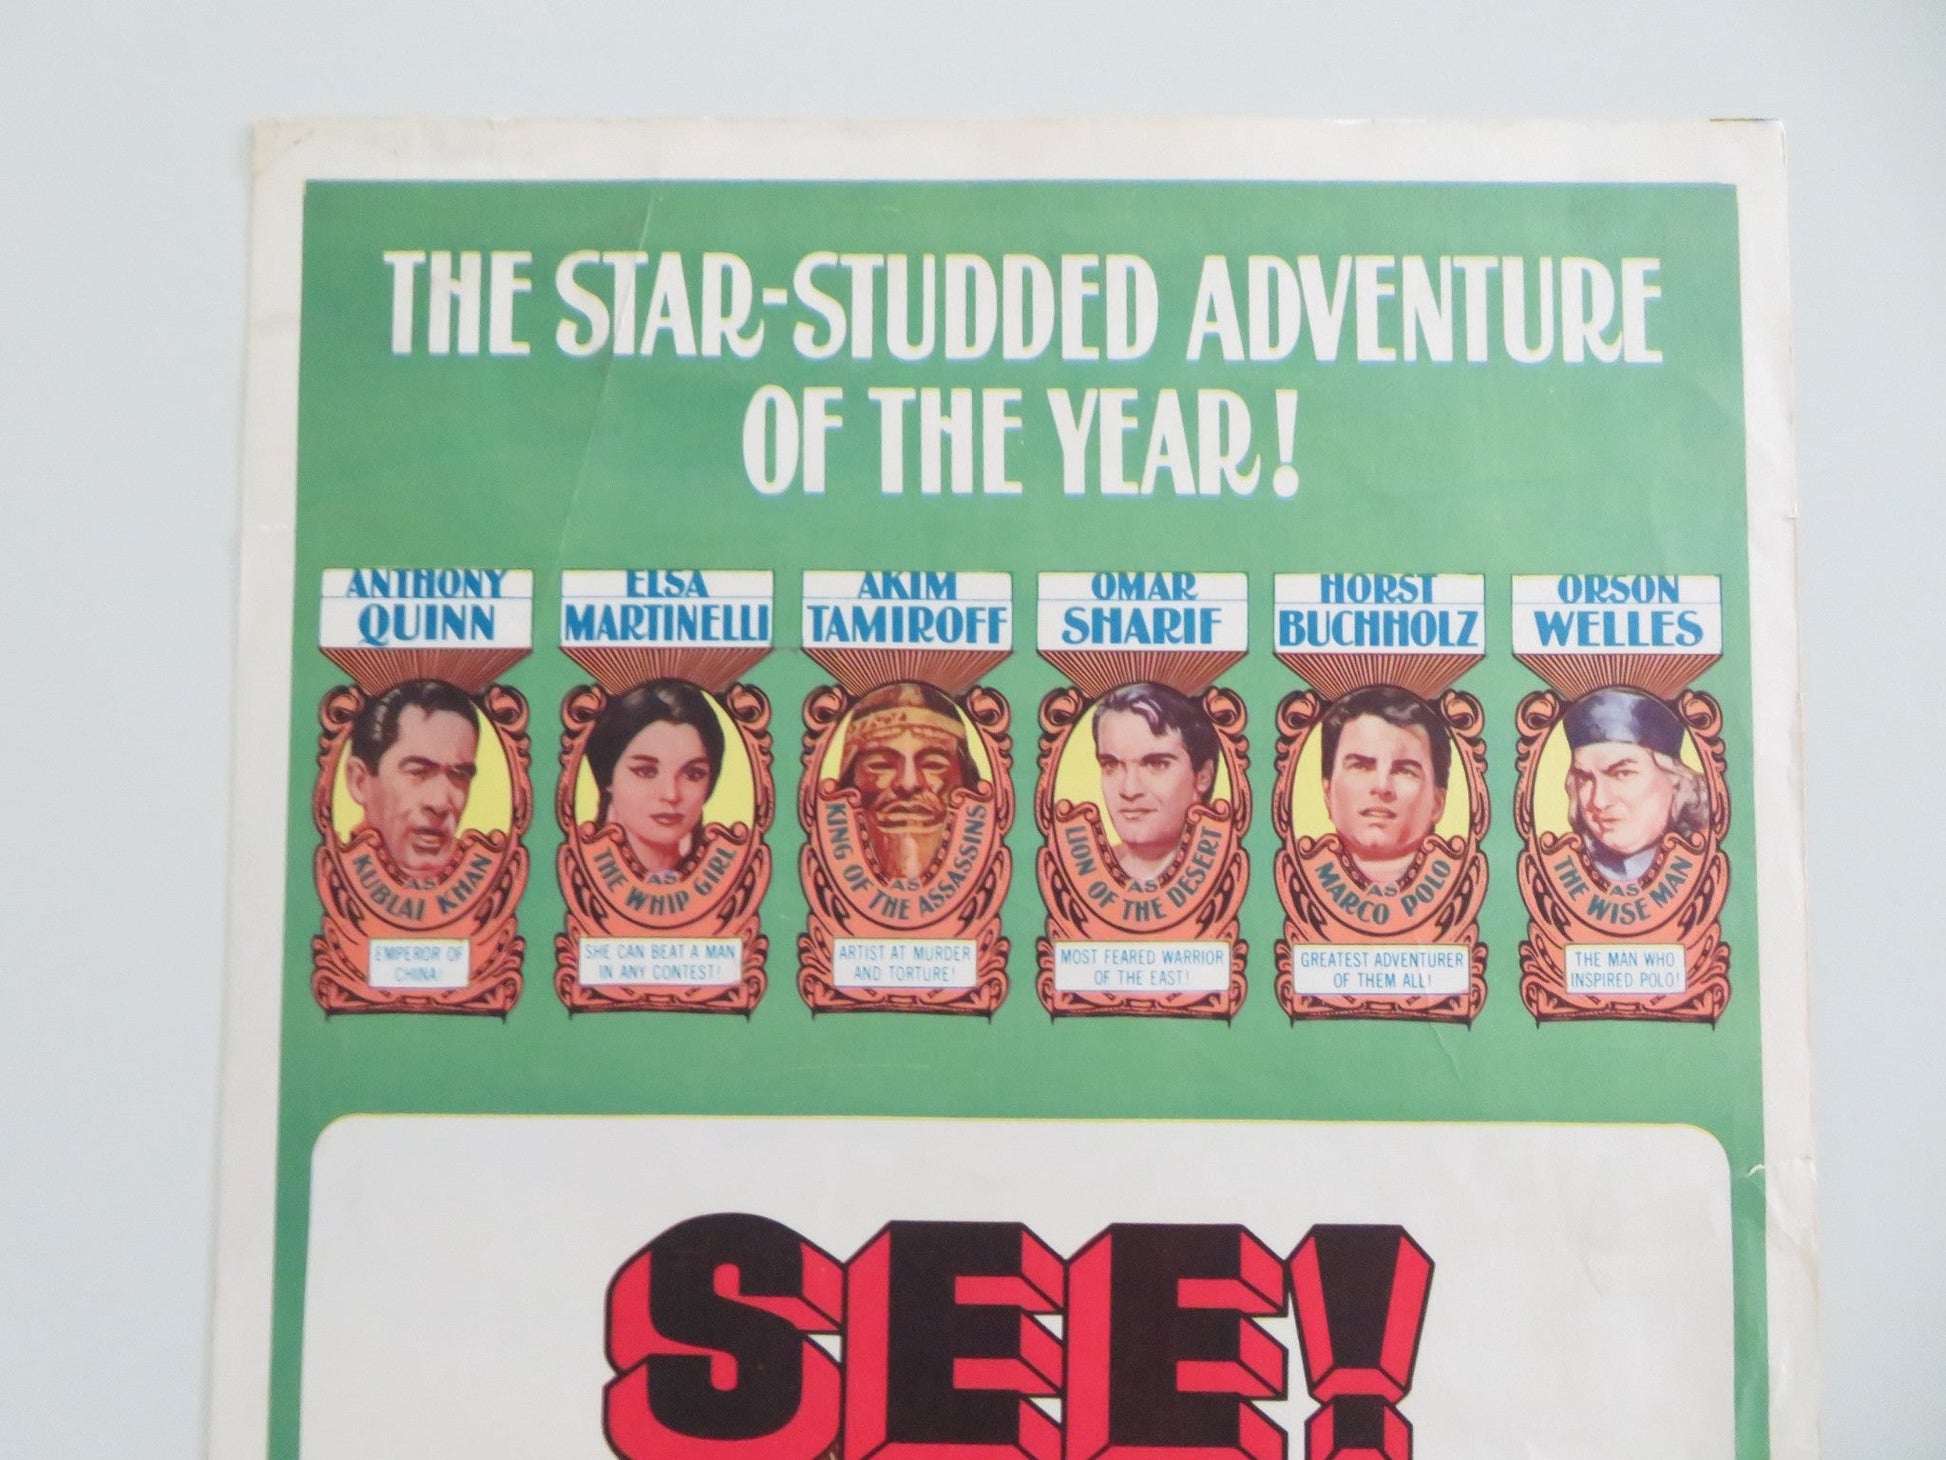 THE STAR-STUDDED ADVENTURE
OF THE YEAR!
ANTHONY
QUINN
AS
KUBLAI KHAN
EMPEROR OF
CHINA!
ELSA
MARTINELLI
AS
THE WHIP GIRL
SHE CAN BEAT A MAN
IN ANY CONTEST!
AKIM
TAMIROFF
AS
KING OF THE ASSASSINS
ARTIST AT MURDER
AND TORTURE!
OMAR
SHARIF
AS
LION OF THE DESERT
MOST FEARED WARRIOR
OF THE EAST!
HORST
BUCHHOLZ
AS
MARCO POLO
GREATEST ADVENTURER
OF THEM ALL!
ORSON
WELLES
AS
THE WISE MAN
THE MAN WHO
INSPIRED POLO!
SEE!